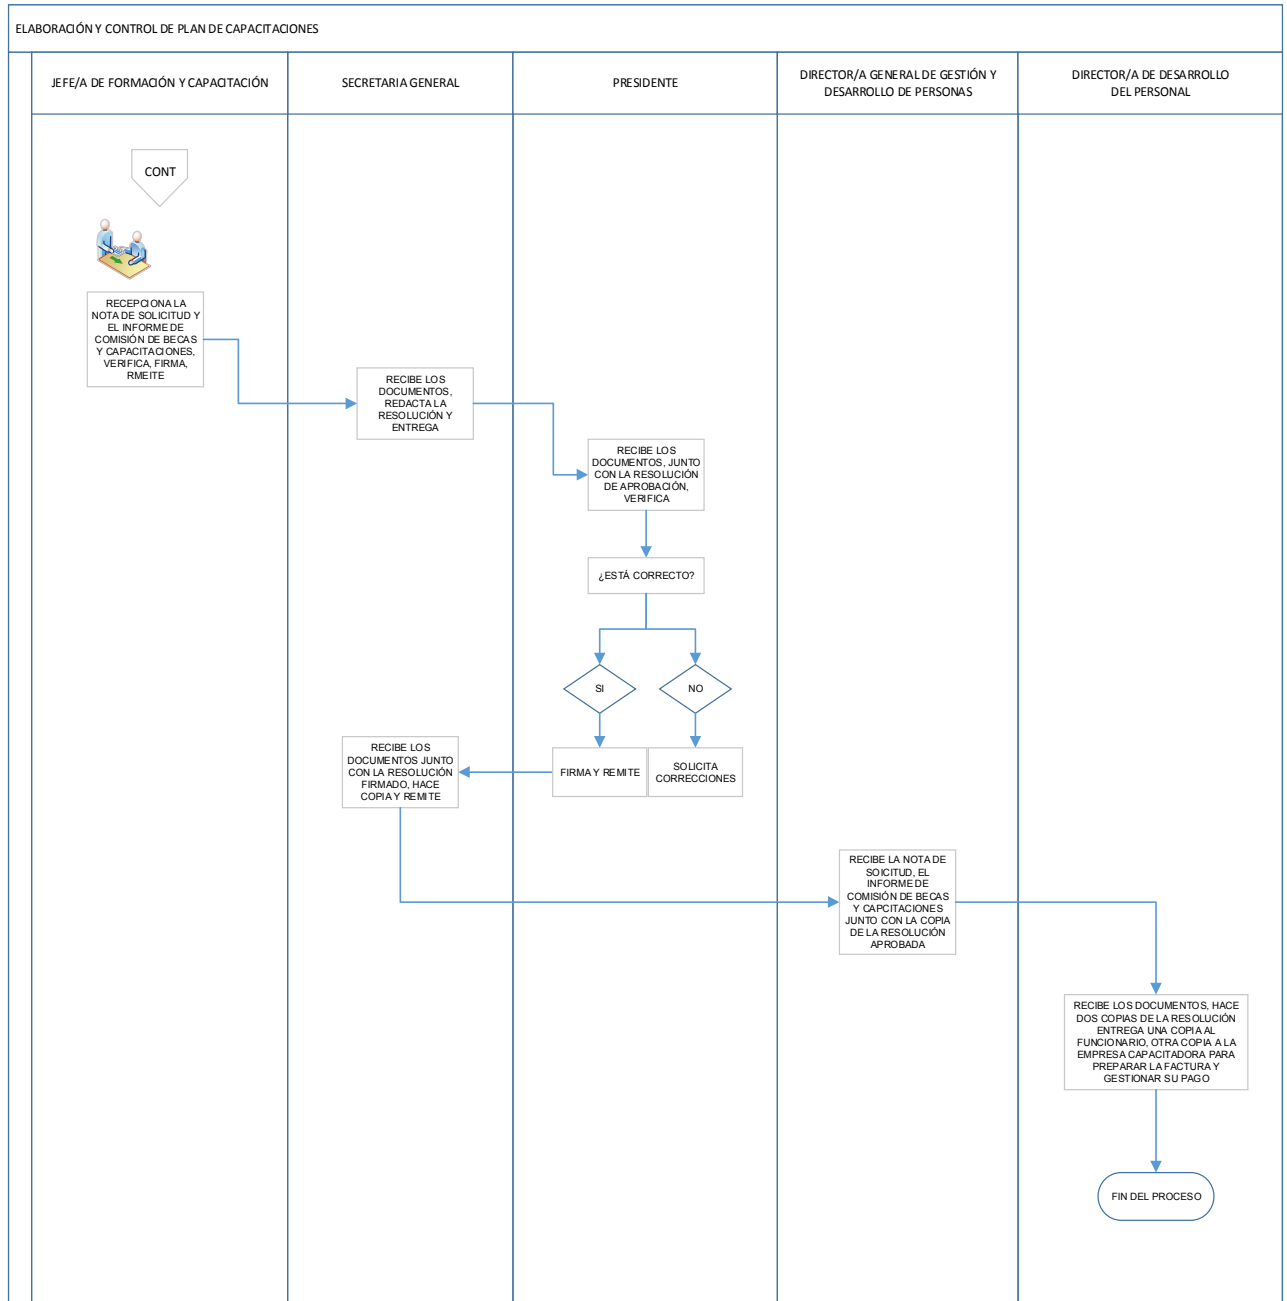 ELABORACIÓN Y CONTROL DE PLAN DE CAPACITACIONES
JEFE/A DE FORMACIÓN Y CAPACITACIÓN
SECRETARIA GENERAL
PRESIDENTE
DIRECTOR/A GENERAL DE GESTIÓN Y
DESARROLLO DE PERSONAS
DIRECTOR/A DE DESARROLLO
DEL PERSONAL
CONT
RECEPCIONA LA
NOTA DE SOLICITUD Y
EL INFORME DE
COMISIÓN DE BECAS
Y CAPACITACIONES,
VERIFICA, FIRMA,
RMEITE
RECIBE LOS
DOCUMENTOS,
REDACTA LA
RESOLUCIÓN Y
ENTREGA
RECIBE LOS
DOCUMENTOS, JUNTO
CON LA RESOLUCIÓN
DE APROBACIÓN,
VERIFICA
¿ESTÁ CORRECTO?
SI
NO
FIRMA Y REMITE
SOLICITA
CORRECCIONES
RECIBE LOS
DOCUMENTOS JUNTO
CON LA RESOLUCIÓN
FIRMADO, HACE
COPIA Y REMITE
RECIBE LA NOTA DE
SOICITUD, EL
INFORME DE
COMISIÓN DE BECAS
Y CAPCITACIONES
JUNTO CON LA COPIA
DE LA RESOLUCIÓN
APROBADA
RECIBE LOS DOCUMENTOS, HACE
DOS COPIAS DE LA RESOLUCIÓN
ENTREGA UNA COPIA AL
FUNCIONARIO, OTRA COPIA A LA
EMPRESA CAPACITADORA PARA
PREPARAR LA FACTURA Y
GESTIONAR SU PAGO
FIN DEL PROCESO